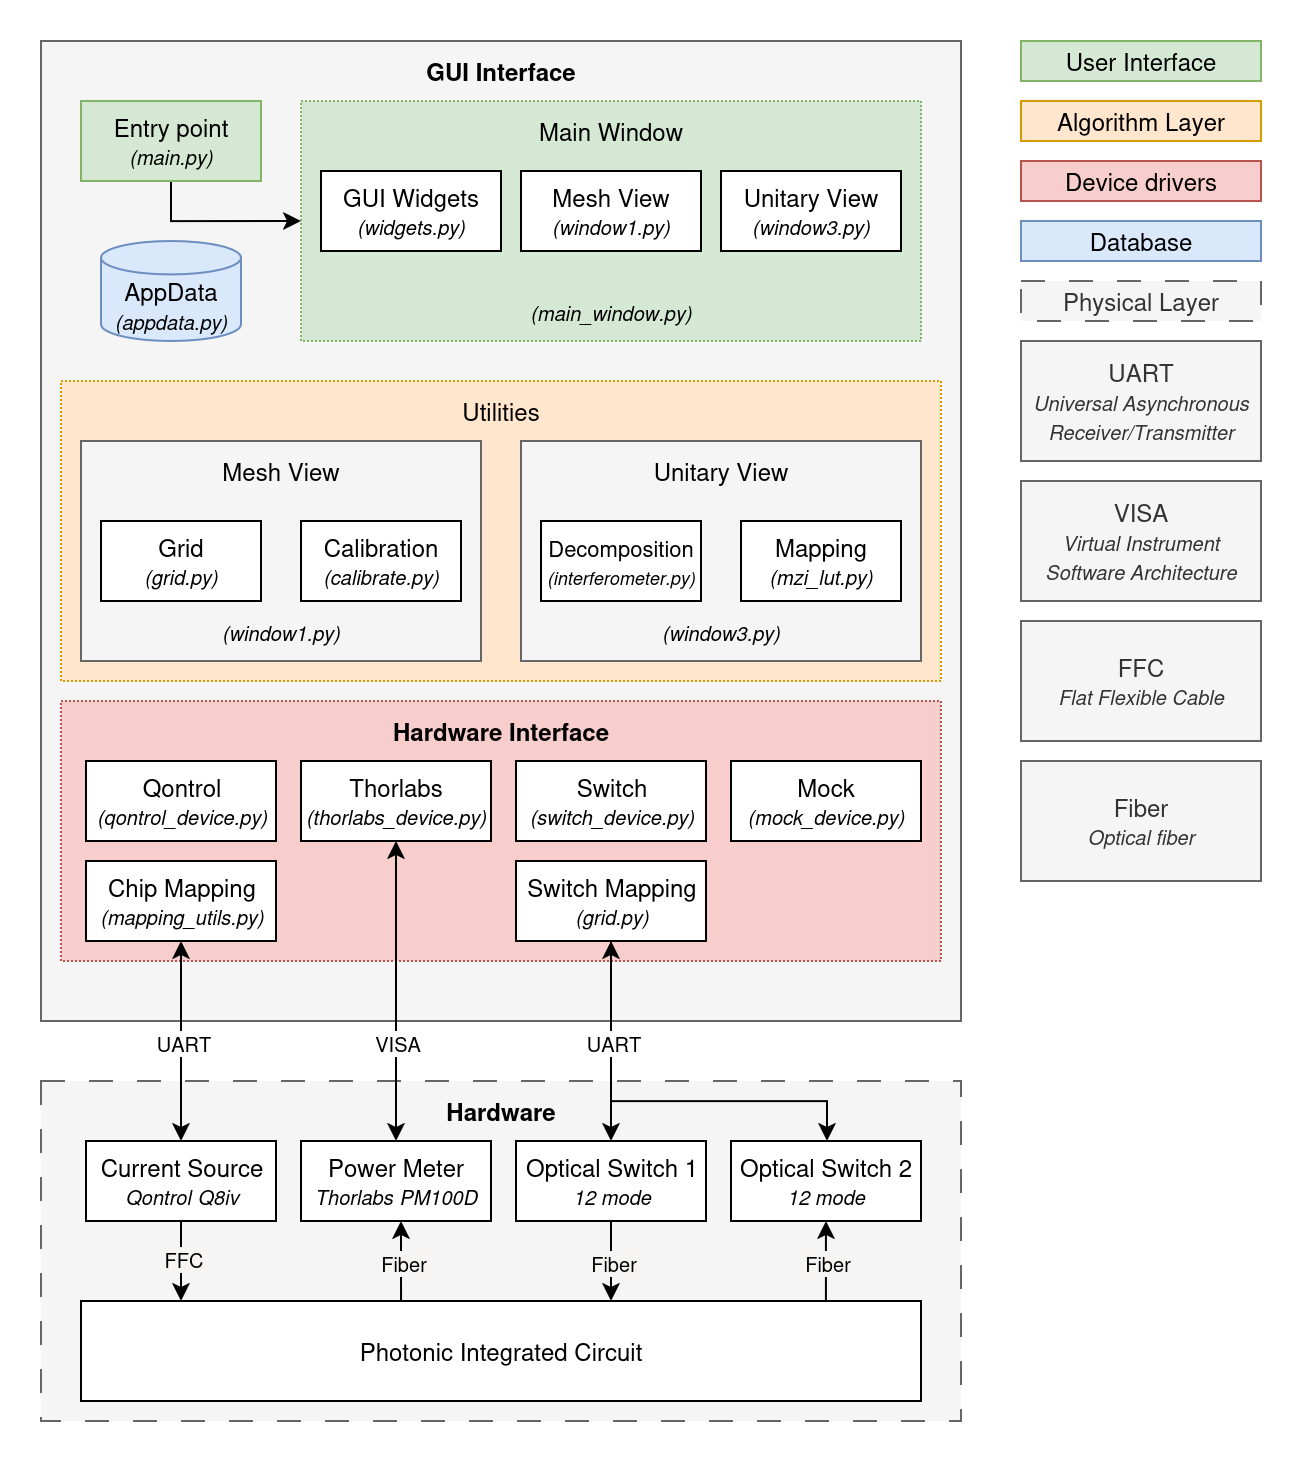 GUI Interface
Entry point
(main.py)
AppData
(appdata.py)
Main Window
GUI Widgets
(widgets.py)
Mesh View
(window1.py)
Unitary View
(window3.py)
(main_window.py)
Utilities
Mesh View
Grid
(grid.py)
Calibration
(calibrate.py)
(window1.py)
Unitary View
Decomposition
(interferometer.py)
Mapping
(mzi_lut.py)
(window3.py)
Hardware Interface
Qontrol
(qontrol_device.py)
Thorlabs
(thorlabs_device.py)
Switch
(switch_device.py)
Mock
(mock_device.py)
Chip Mapping
(mapping_utils.py)
Switch Mapping
(grid.py)
UART
VISA
UART
Hardware
Current Source
Qontrol Q8iv
Power Meter
Thorlabs PM100D
Optical Switch 1
12 mode
Optical Switch 2
12 mode
FFC
Fiber
Fiber
Fiber
Photonic Integrated Circuit
User Interface
Algorithm Layer
Device drivers
Database
Physical Layer
UART
Universal Asynchronous
Receiver/Transmitter
VISA
Virtual Instrument
Software Architecture
FFC
Flat Flexible Cable
Fiber
Optical fiber